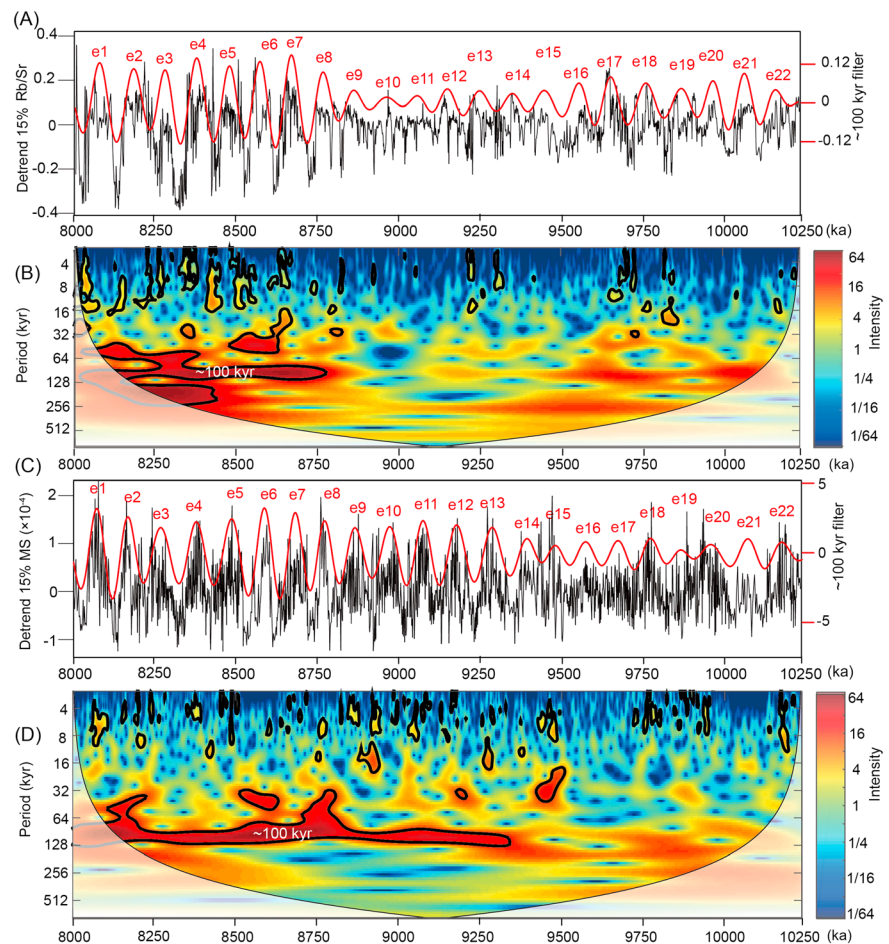 (A)
0.4
0.2
0
-0.2
-0.4
Detrend 15% Rb/Sr
e1 e2 e3 e4 e5 e6 e7 e8 e9 e10 e11 e12 e13 e14 e15 e16 e17 e18 e19 e20 e21 e22
0.12
0
-0.12
~100 kyr filter
8000 8250 8500 8750 9000 9250 9500 9750 10000 10250 (ka)
(B)
4
8
16
32
64
128
256
512
Period (kyr)
~100 kyr
64
16
4
1
1/4
1/16
1/64
Intensity
8000 8250 8500 8750 9000 9250 9500 9750 10000 10250 (ka)
(C)
2
1
0
-1
Detrend 15% MS (×10⁻⁴)
e1 e2 e3 e4 e5 e6 e7 e8 e9 e10 e11 e12 e13 e14 e15 e16 e17 e18 e19 e20 e21 e22
5
0
-5
~100 kyr filter
8000 8250 8500 8750 9000 9250 9500 9750 10000 10250 (ka)
(D)
4
8
16
32
64
128
256
512
Period (kyr)
~100 kyr
64
16
4
1
1/4
1/16
1/64
Intensity
8000 8250 8500 8750 9000 9250 9500 9750 10000 10250 (ka)